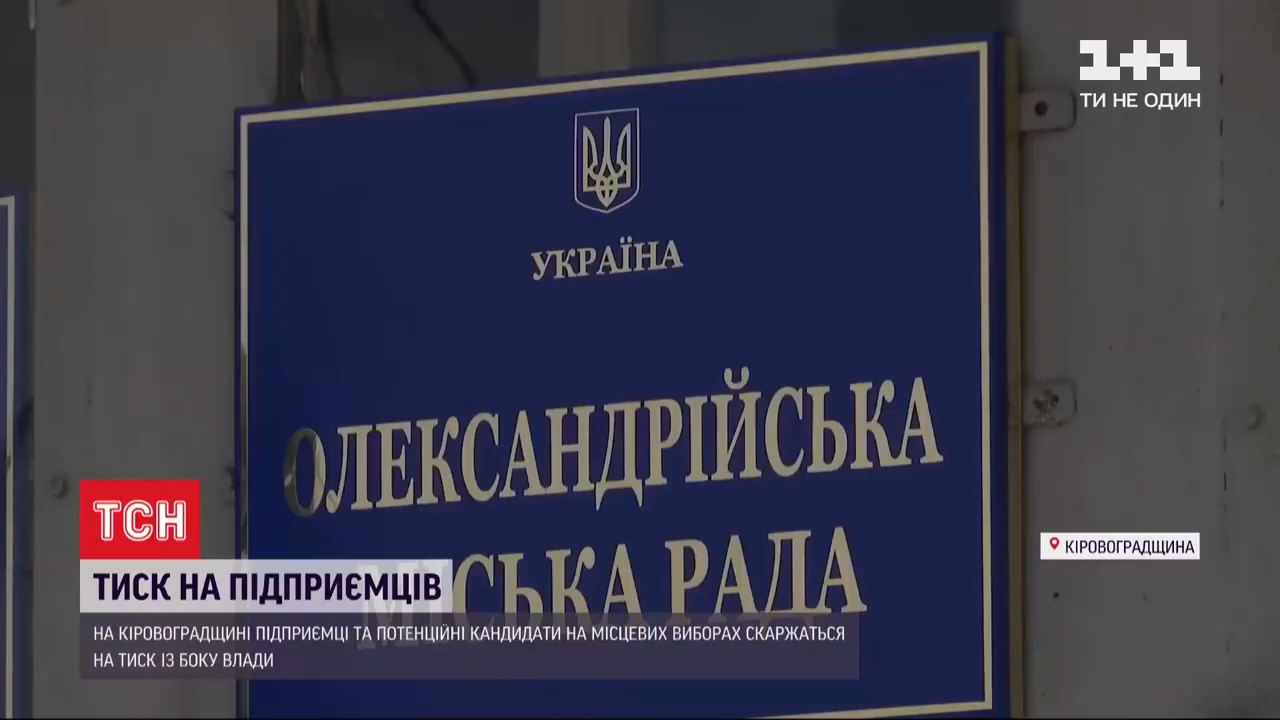 1+1
ТИ НЕ ОДИН
УКРАЇНА
ОЛЕКСАНДРІЙСЬКА
МІСЬКА РАДА
ТСН
КІРОВОГРАДЩИНА
ТИСК НА ПІДПРИЄМЦІВ
НА КІРОВОГРАДЩИНІ ПІДПРИЄМЦІ ТА ПОТЕНЦІЙНІ КАНДИДАТИ НА МІСЦЕВИХ ВИБОРАХ СКАРЖАТЬСЯ
НА ТИСК ІЗ БОКУ ВЛАДИ